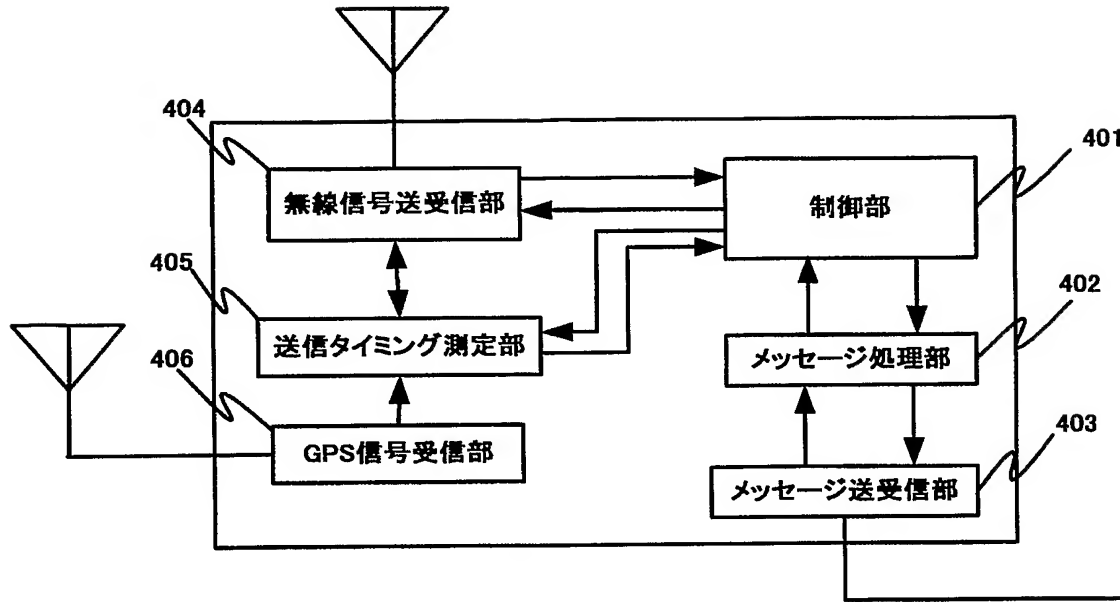 404
無線信号送受信部
制御部
401
405
送信タイミング測定部
402
メッセージ処理部
406
GPS信号受信部
403
メッセージ送受信部